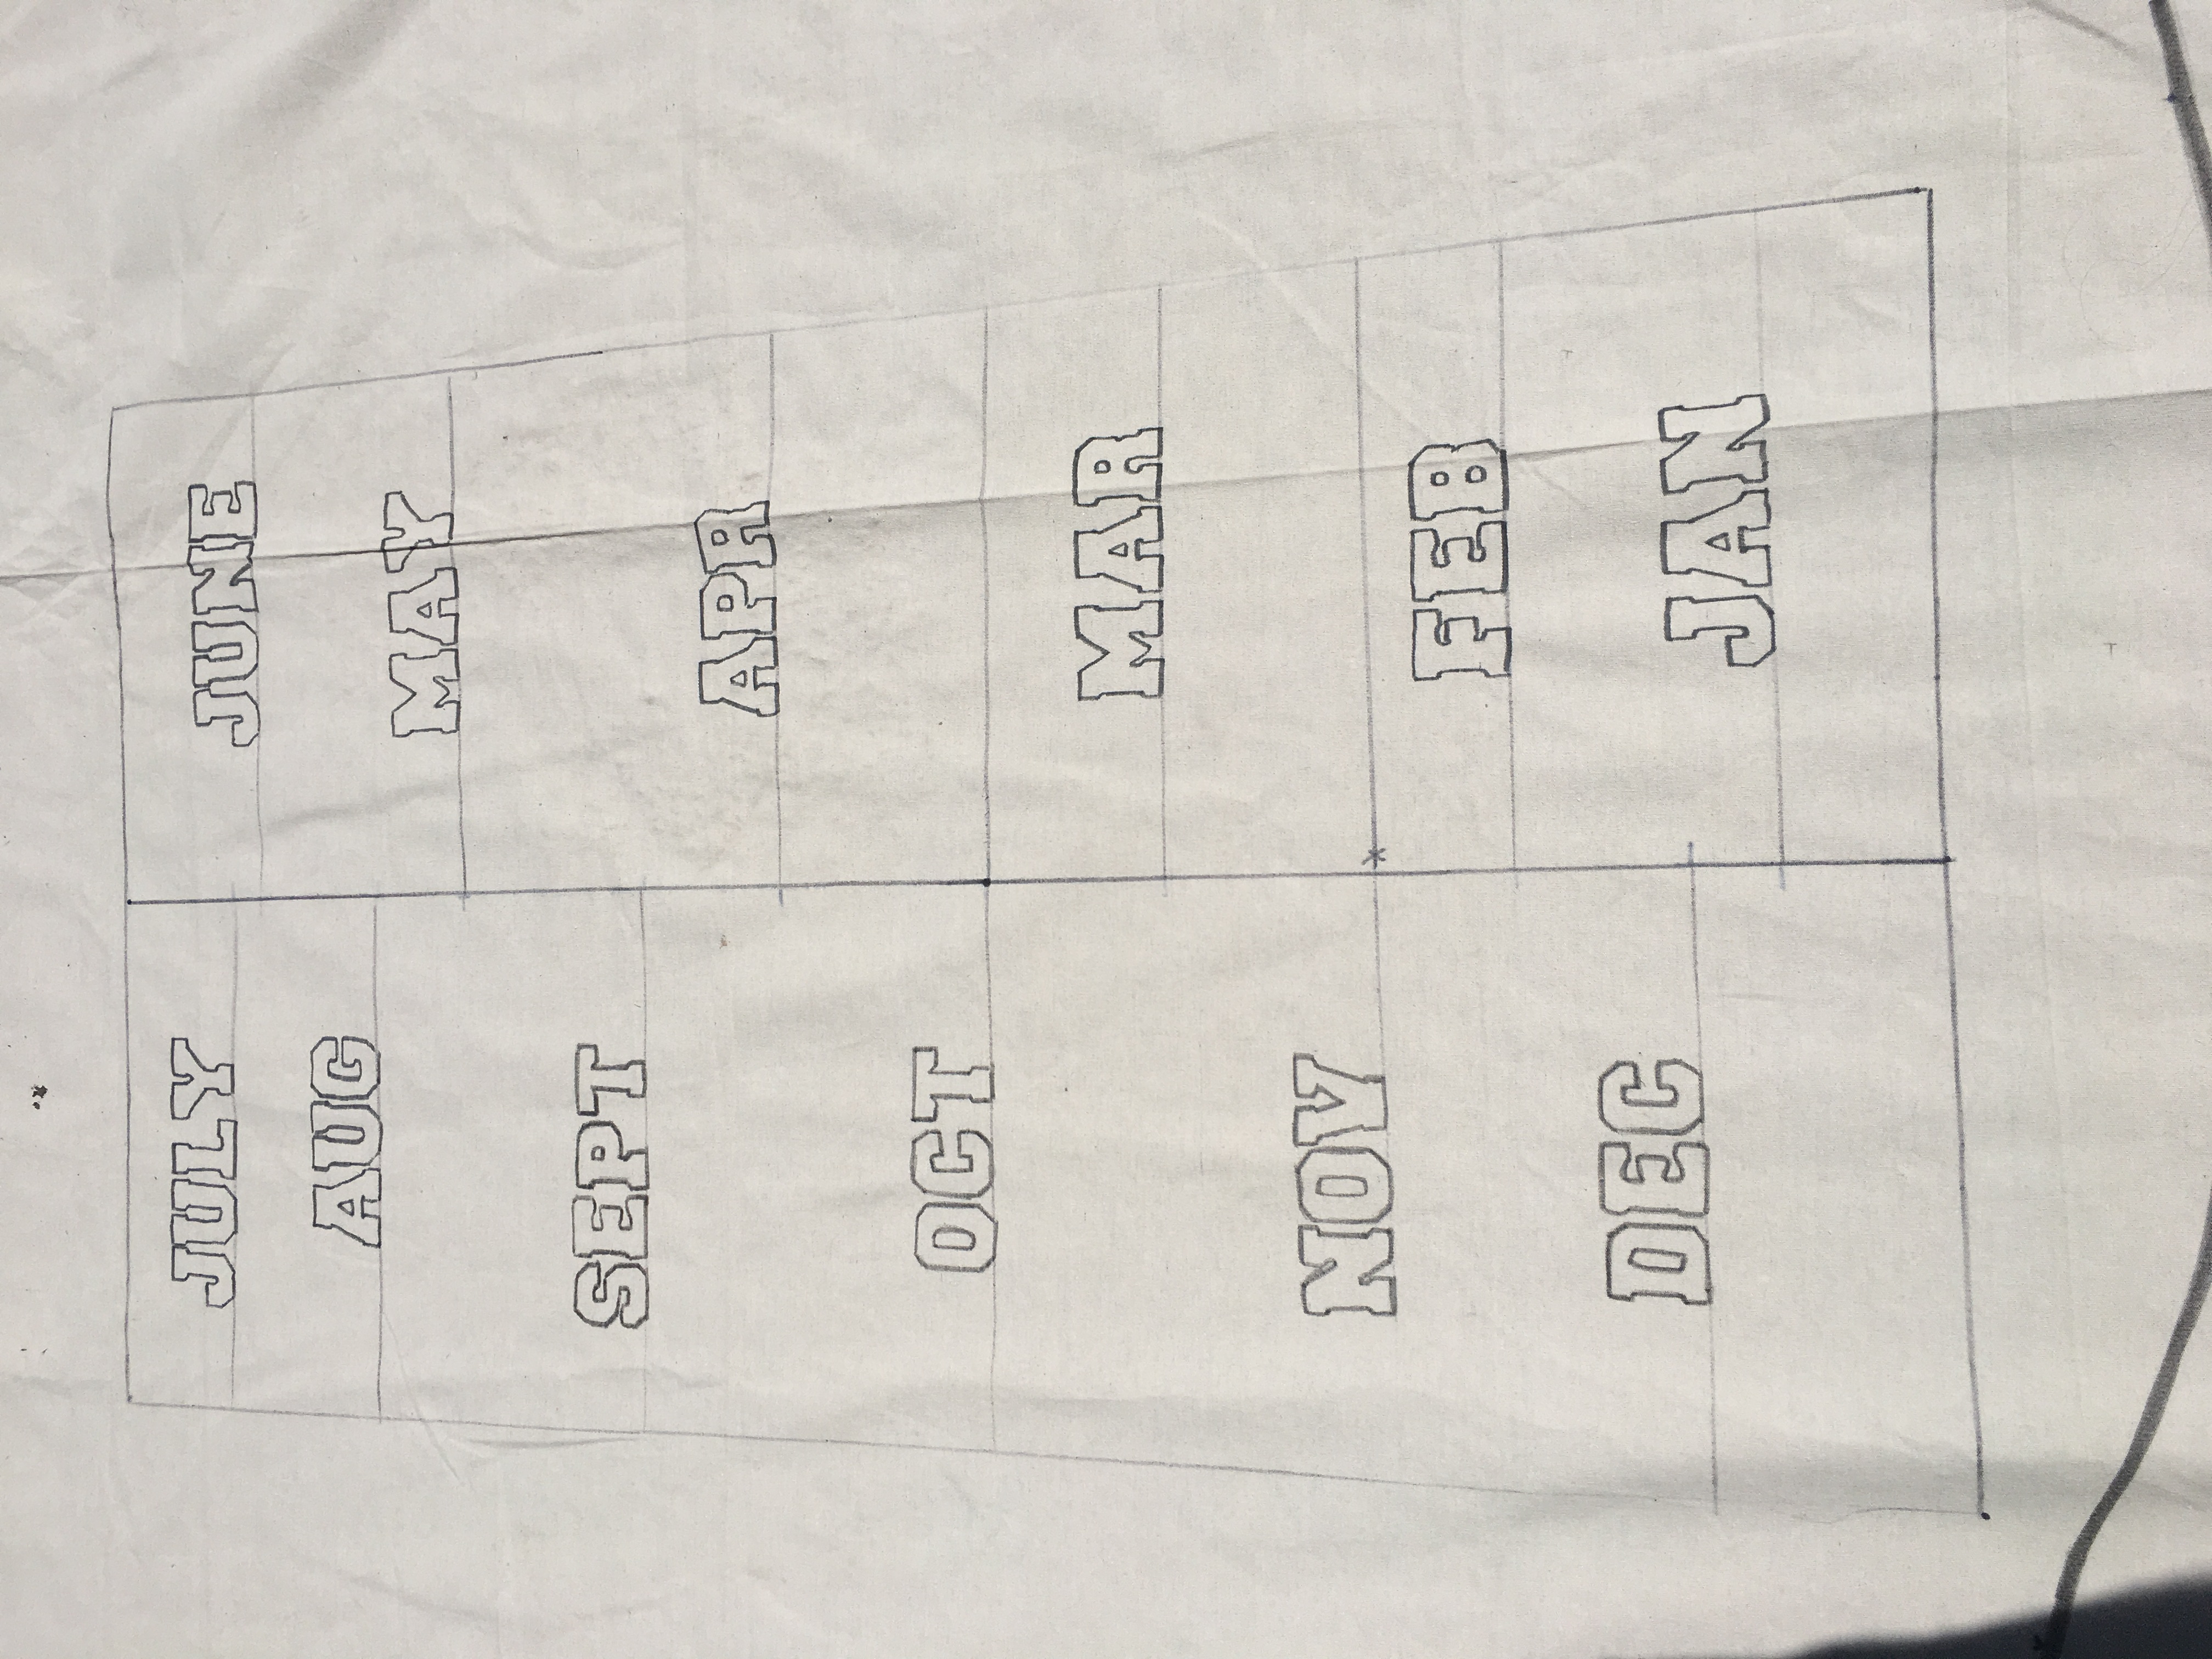 JULY
AUG
SEPT
OCT
NOV
DEC
JUNE
MAY
APR
MAR
FEB
JAN